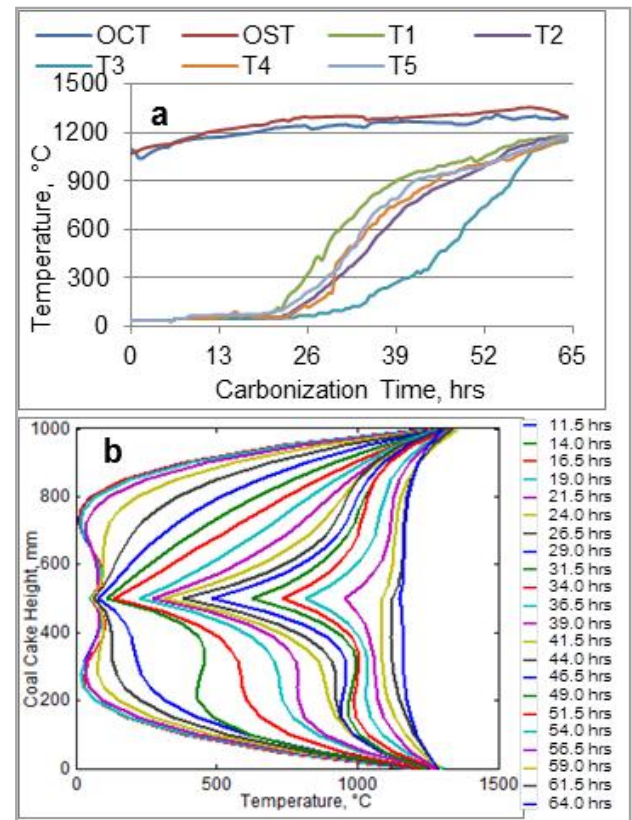 OCT OST T1 T2
T3 T4 T5
a
1500
1200
900
600
300
0
Temperature, °C
0 13 26 39 52 65
Carbonization Time, hrs
b
1000
800
600
400
200
0
Coal Cake Height, mm
0 500 1000 1500
Temperature, °C
11.5 hrs
14.0 hrs
16.5 hrs
19.0 hrs
21.5 hrs
24.0 hrs
26.5 hrs
29.0 hrs
31.5 hrs
34.0 hrs
36.5 hrs
39.0 hrs
41.5 hrs
44.0 hrs
46.5 hrs
49.0 hrs
51.5 hrs
54.0 hrs
56.5 hrs
59.0 hrs
61.5 hrs
64.0 hrs